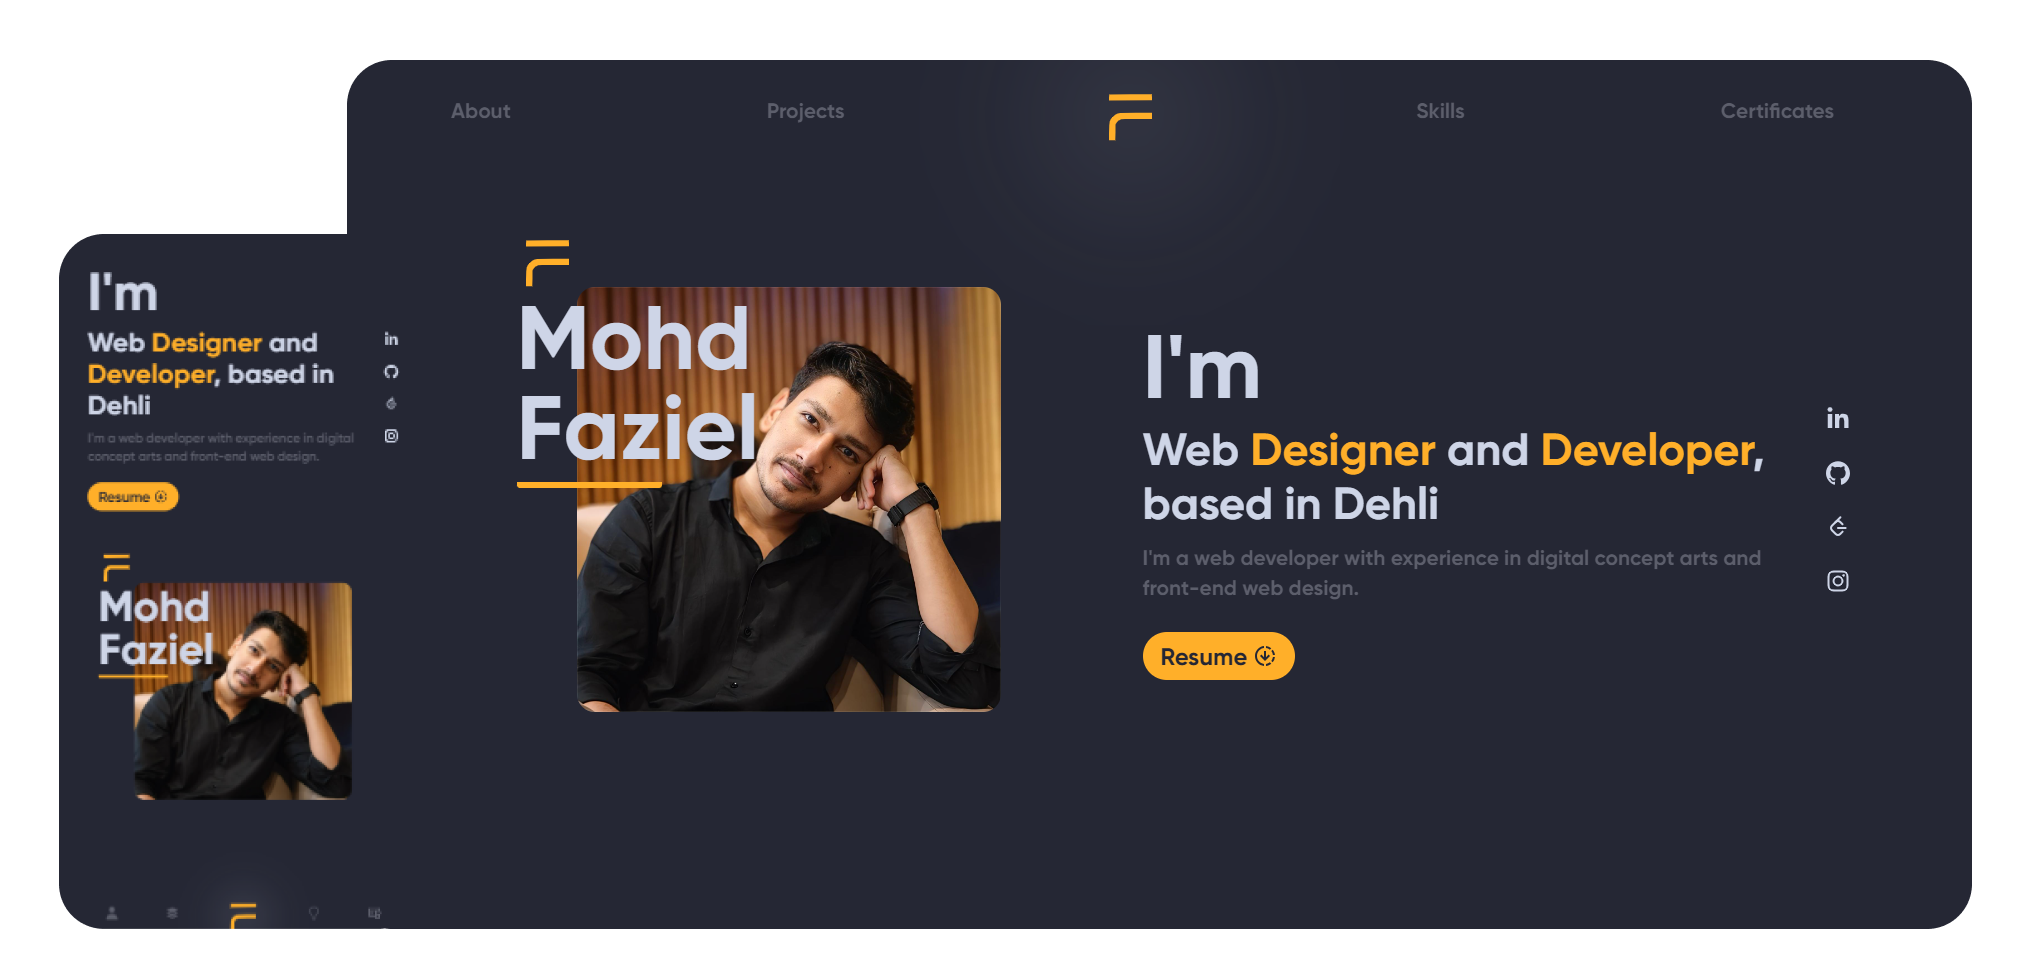 About
Projects
Skills
Certificates
Mohd
Faziel
I'm
Web Designer and Developer,
based in Dehli
I'm a web developer with experience in digital concept arts and
front-end web design.
Resume
in
I'm
Web Designer and
Developer, based in
Dehli
I'm a web developer with experience in digital
concept arts and front-end web design.
Resume
in
Mohd
Faziel